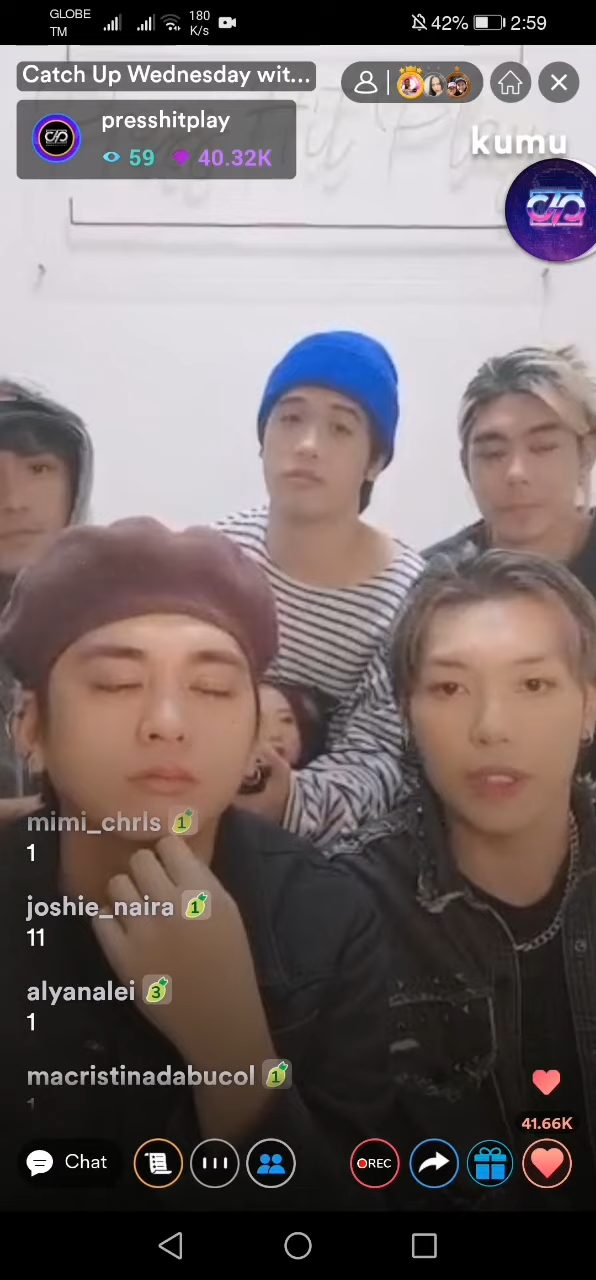 GLOBE
TM
180
K/s
42%
2:59
Catch Up Wednesday wit...
presshitplay
59
40.32K
kumu
mimi_chrls 1
1
joshie_naira 1
11
alyanalei 3
1
macristinadabucol 1
1
41.66K
Chat
REC